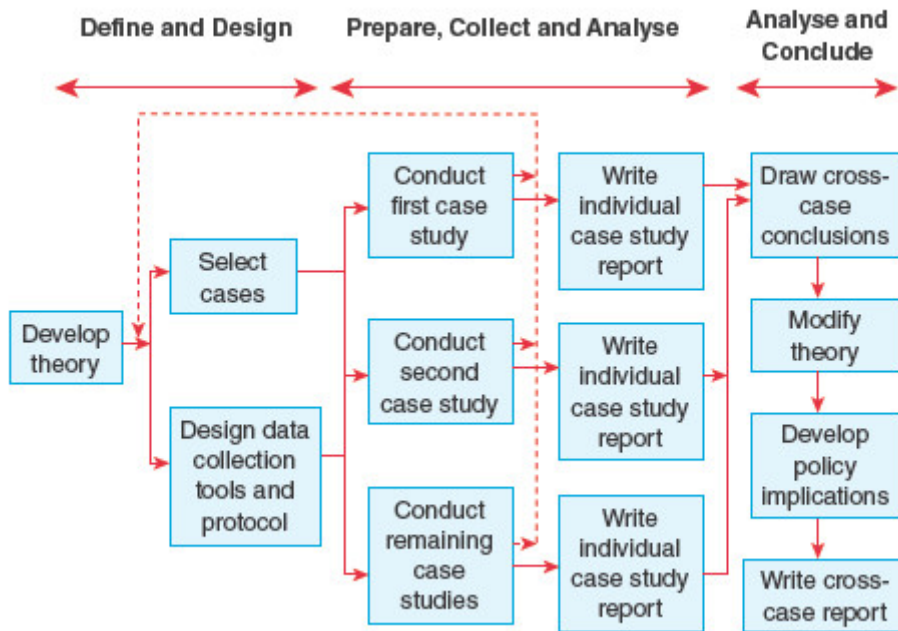 Define and Design
Prepare, Collect and Analyse
Analyse and
Conclude
Develop
theory
Select
cases
Design data
collection
tools and
protocol
Conduct
first case
study
Conduct
second
case study
Conduct
remaining
case
studies
Write
individual
case study
report
Write
individual
case study
report
Write
individual
case study
report
Draw cross-
case
conclusions
Modify
theory
Develop
policy
implications
Write cross-
case report